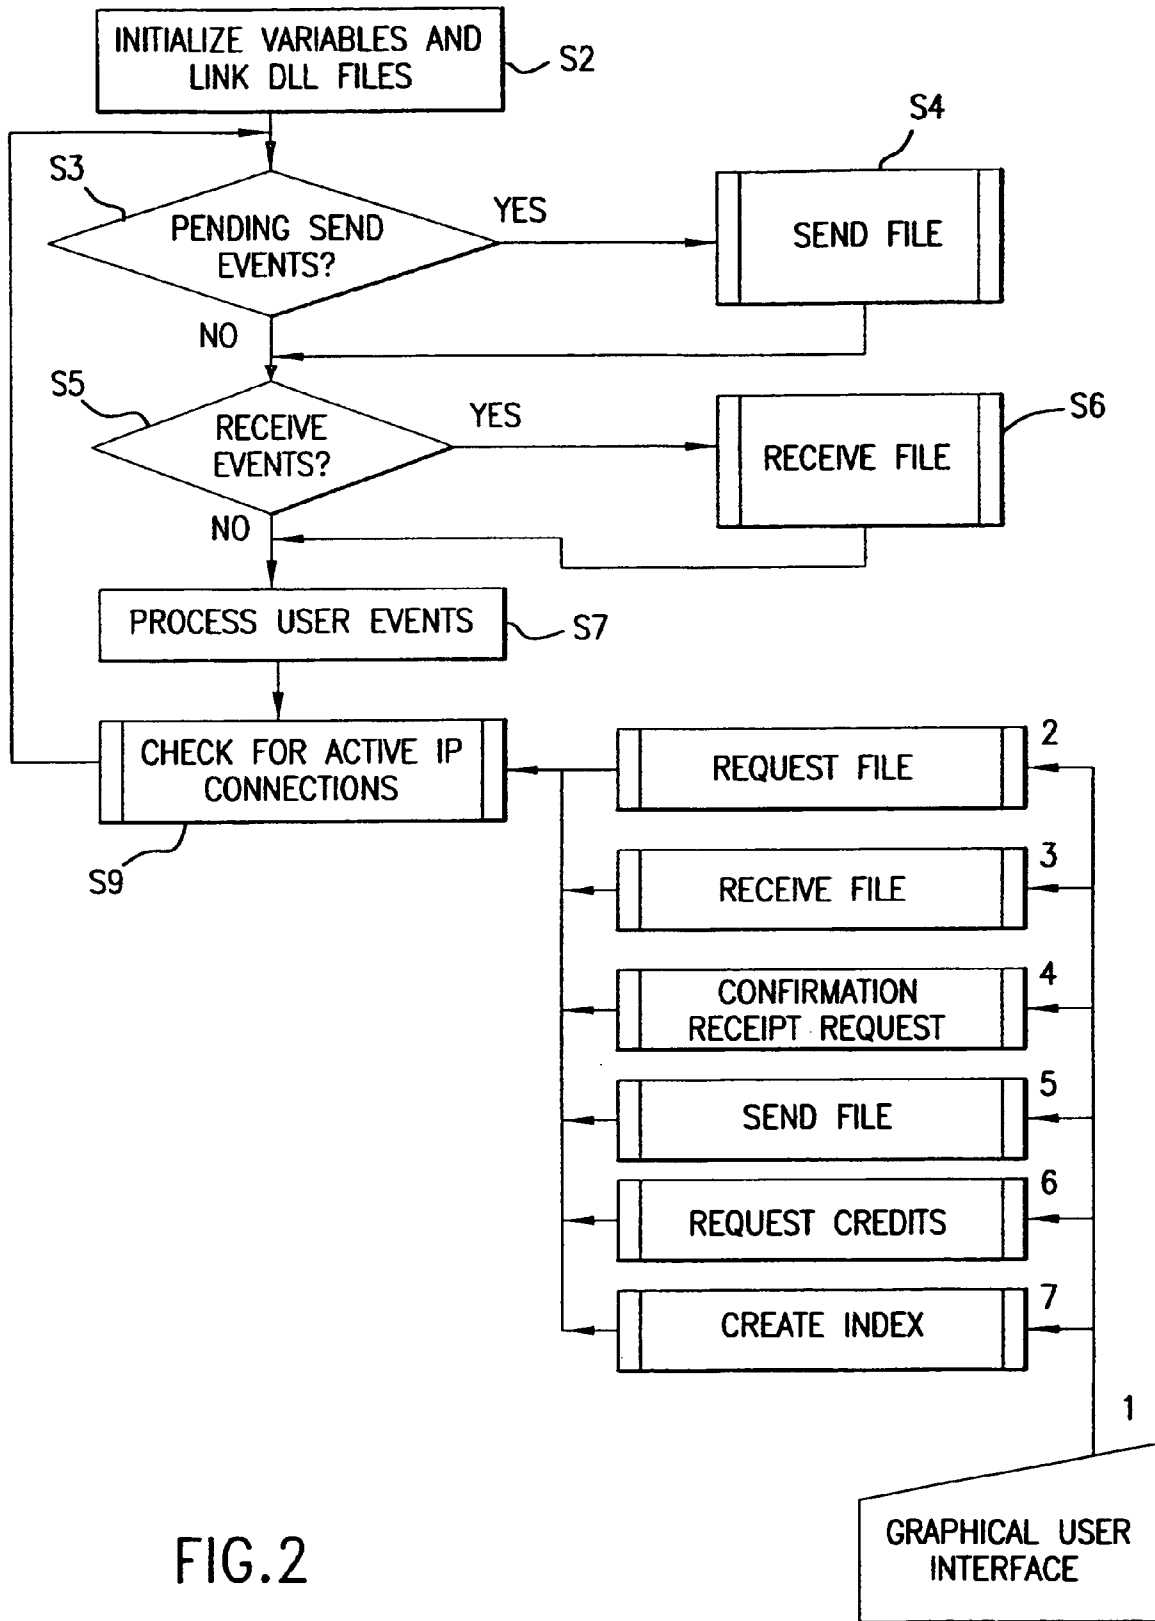 INITIALIZE VARIABLES AND
LINK DLL FILES
S2
S4
S3
PENDING SEND
EVENTS?
YES
SEND FILE
NO
S5
RECEIVE
EVENTS?
YES
RECEIVE FILE
S6
NO
PROCESS USER EVENTS
S7
CHECK FOR ACTIVE IP
CONNECTIONS
S9
REQUEST FILE
2
RECEIVE FILE
3
CONFIRMATION
RECEIPT REQUEST
4
SEND FILE
5
REQUEST CREDITS
6
CREATE INDEX
7
1
GRAPHICAL USER
INTERFACE
FIG.2